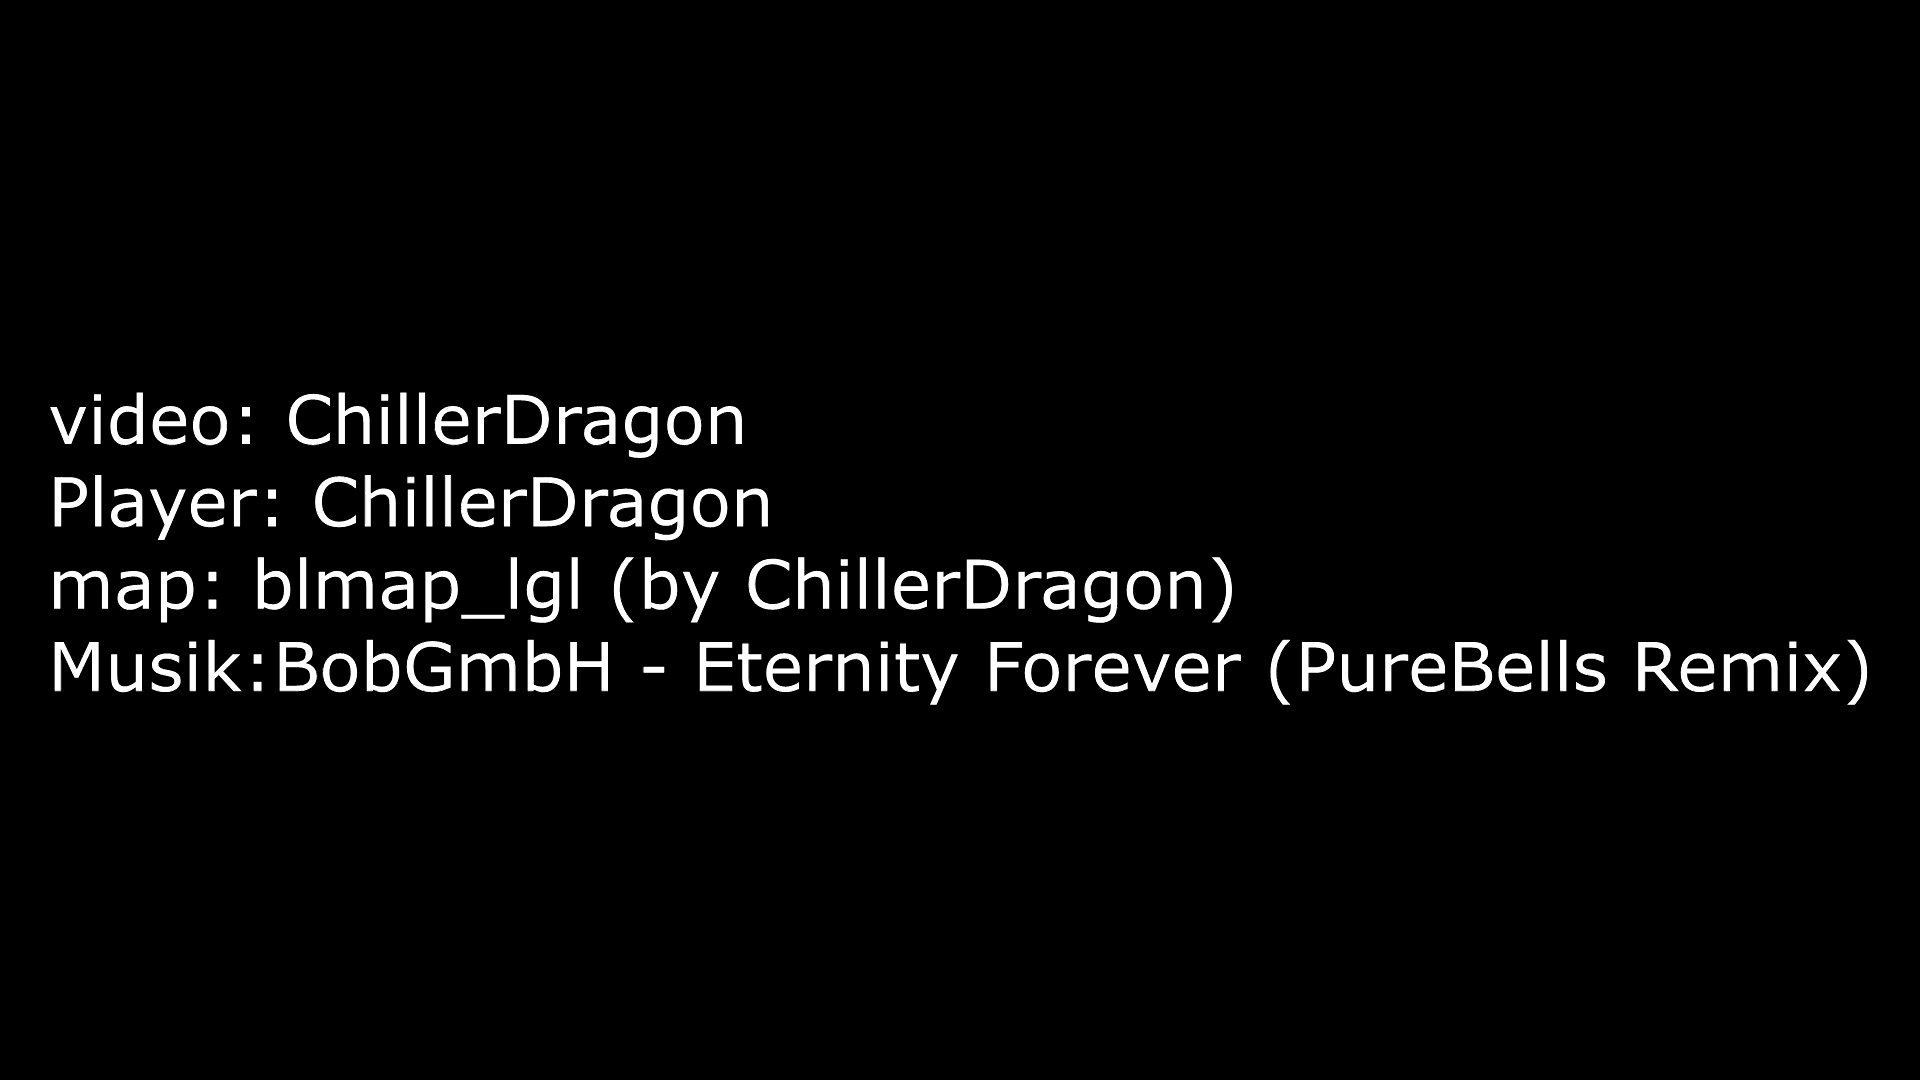 video: ChillerDragon
Player: ChillerDragon
map: blmap_lgl (by ChillerDragon)
Musik:BobGmbH - Eternity Forever (PureBells Remix)